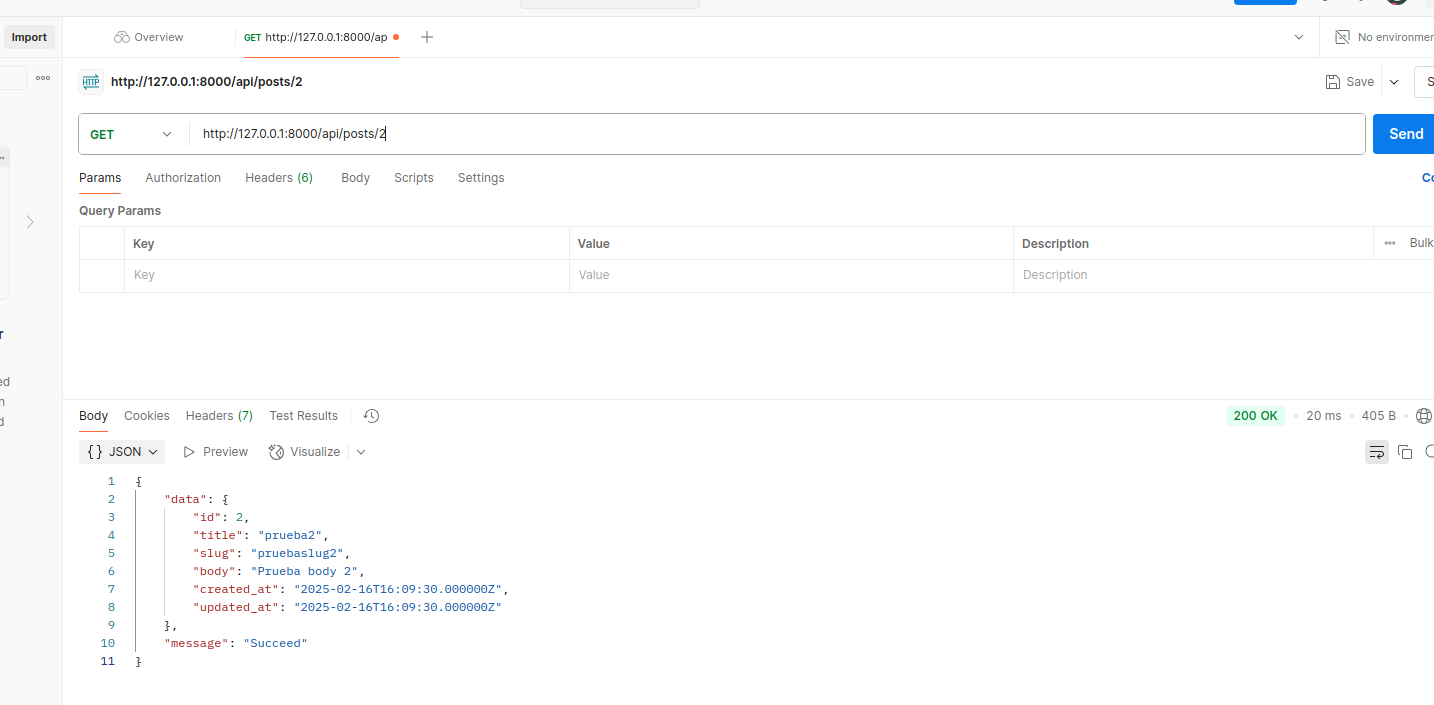 Import
Overview
GET http://127.0.0.1:8000/ap
No environmer
HTTP http://127.0.0.1:8000/api/posts/2
Save
S
GET http://127.0.0.1:8000/api/posts/2
Send
Params Authorization Headers (6) Body Scripts Settings
Co
Query Params
Key Value Description Bulk
Key Value Description
r
ed
n
d
Body Cookies Headers (7) Test Results
200 OK • 20 ms • 405 B •
{} JSON Preview Visualize
1 {
2 "data": {
3 "id": 2,
4 "title": "prueba2",
5 "slug": "pruebaslug2",
6 "body": "Prueba body 2",
7 "created_at": "2025-02-16T16:09:30.000000Z",
8 "updated_at": "2025-02-16T16:09:30.000000Z"
9 },
10 "message": "Succeed"
11 }